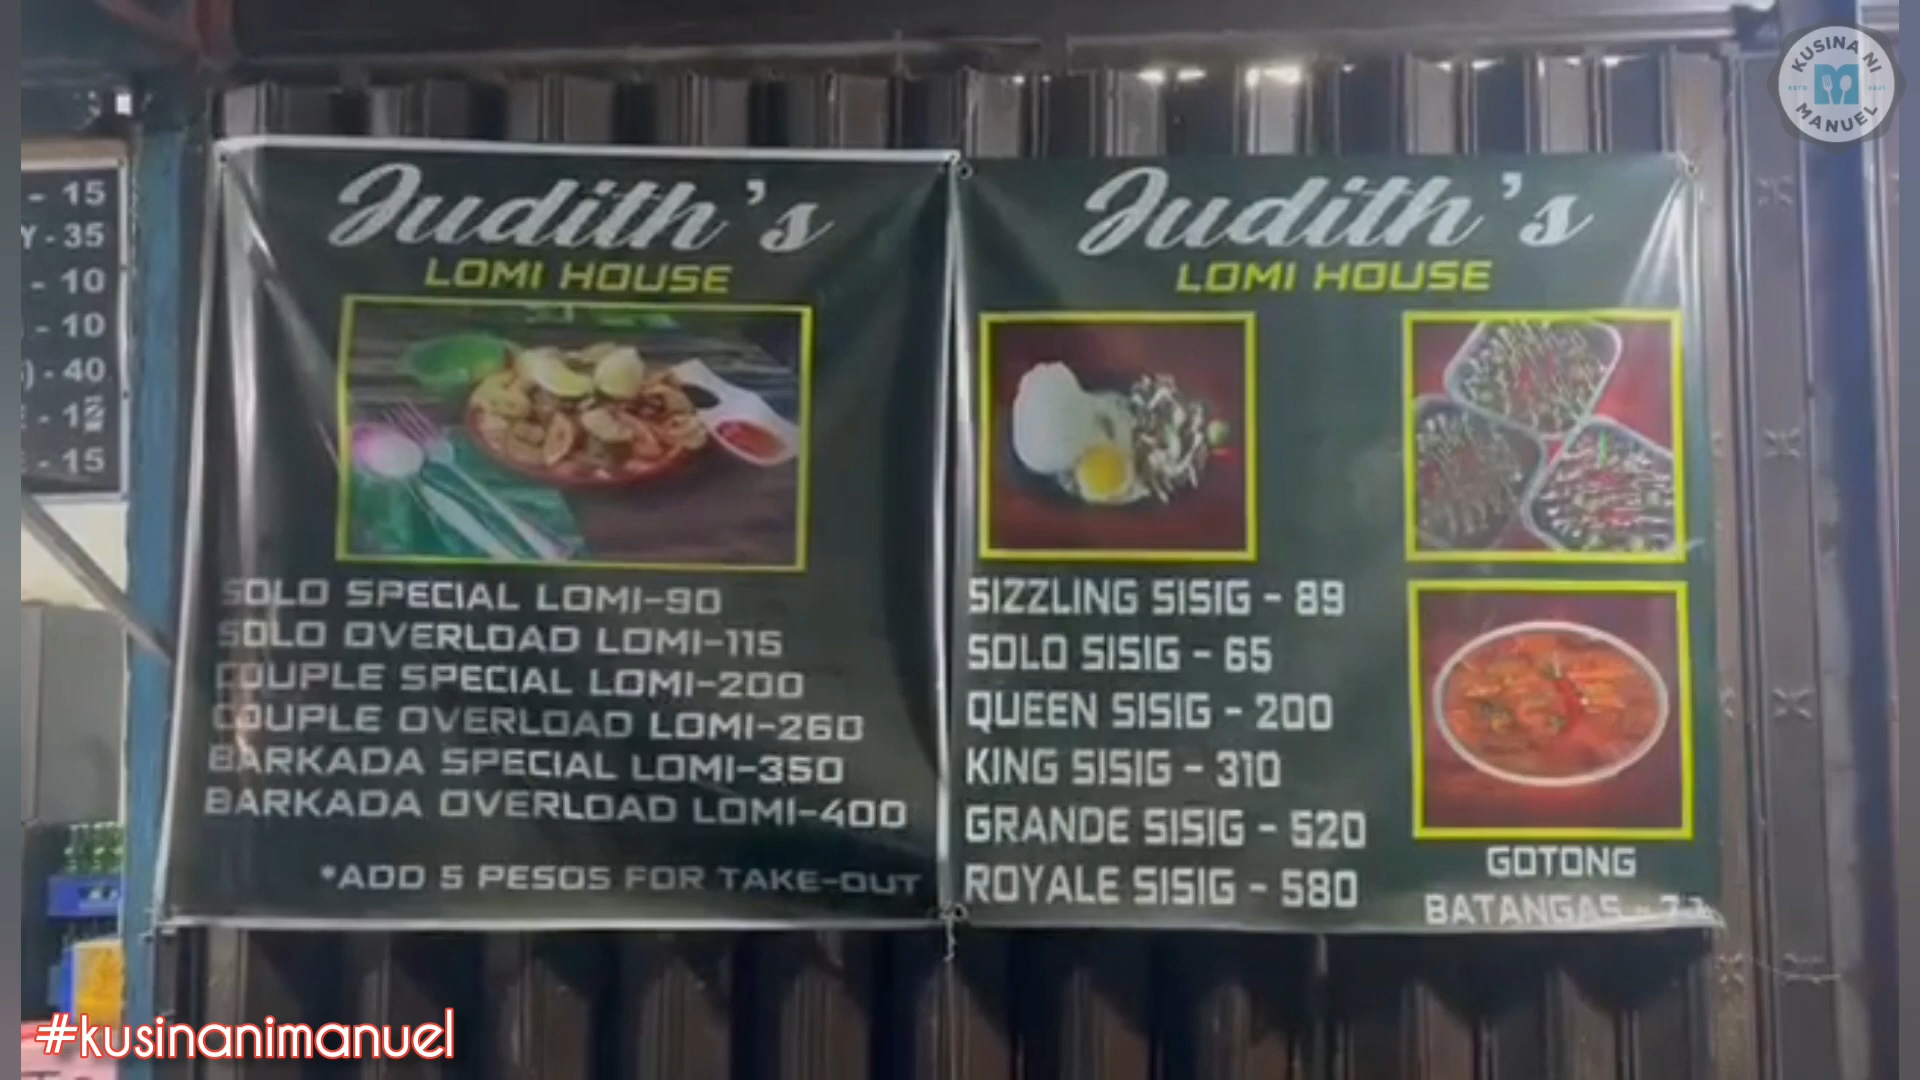 - 15
Y - 35
- 10
- 10
) - 40
- 15
Judith's
LOMI HOUSE
SOLO SPECIAL LOMI-90
SOLO OVERLOAD LOMI-115
COUPLE SPECIAL LOMI-200
COUPLE OVERLOAD LOMI-260
BARKADA SPECIAL LOMI-350
BARKADA OVERLOAD LOMI-400
*ADD 5 PESOS FOR TAKE-OUT
Judith's
LOMI HOUSE
SIZZLING SISIG - 89
SOLO SISIG - 65
QUEEN SISIG - 200
KING SISIG - 310
GRANDE SISIG - 520
ROYALE SISIG - 580
GOTONG
BATANGAS -
KUSINA NI
ESTD 2021
MANUEL
#kusinanimanuel